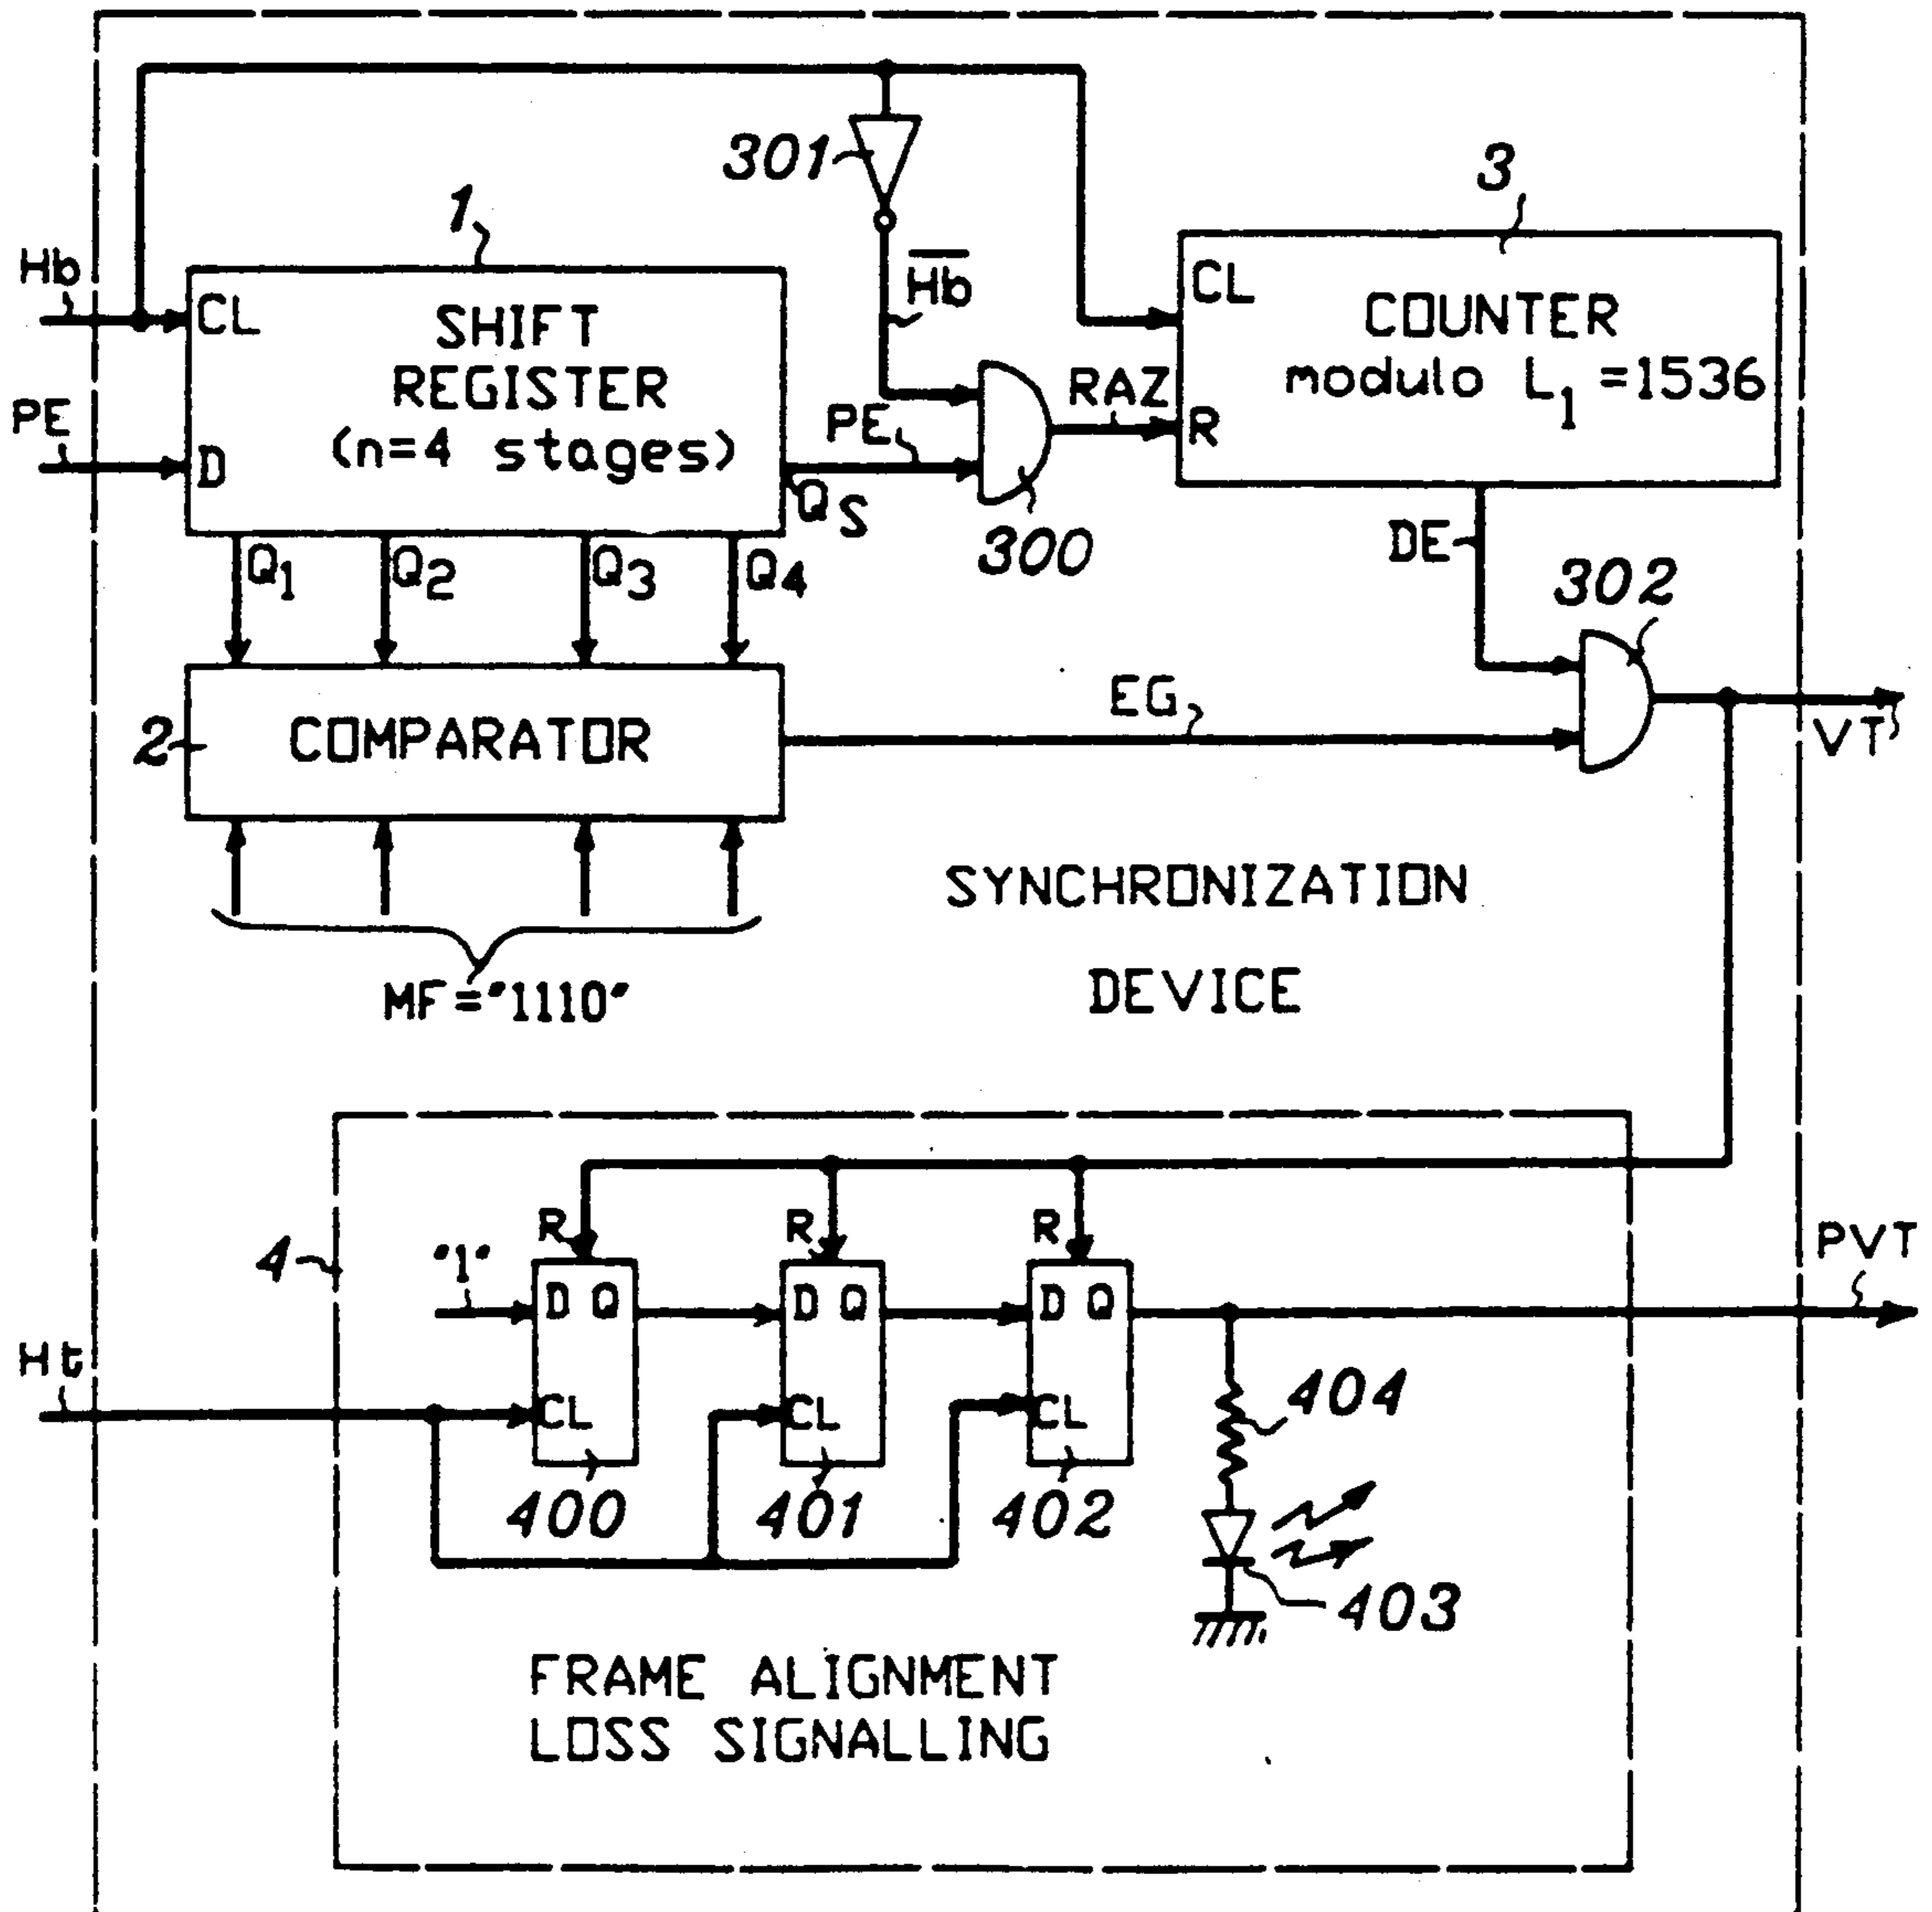 301
3
1
Hb
CL
SHIFT
REGISTER
(n=4 stages)
PE
D
H̅b̅
PE
QS
300
RAZ
CL
R
COUNTER
modulo L1 =1536
DE
302
Q1
Q2
Q3
Q4
2
COMPARATOR
EG
VT
MF="1110"
SYNCHRONIZATION
DEVICE
4
"1"
R
R
R
D Q
D Q
D Q
PVT
Ht
CL
CL
CL
400
401
402
404
403
FRAME ALIGNMENT
LOSS SIGNALLING